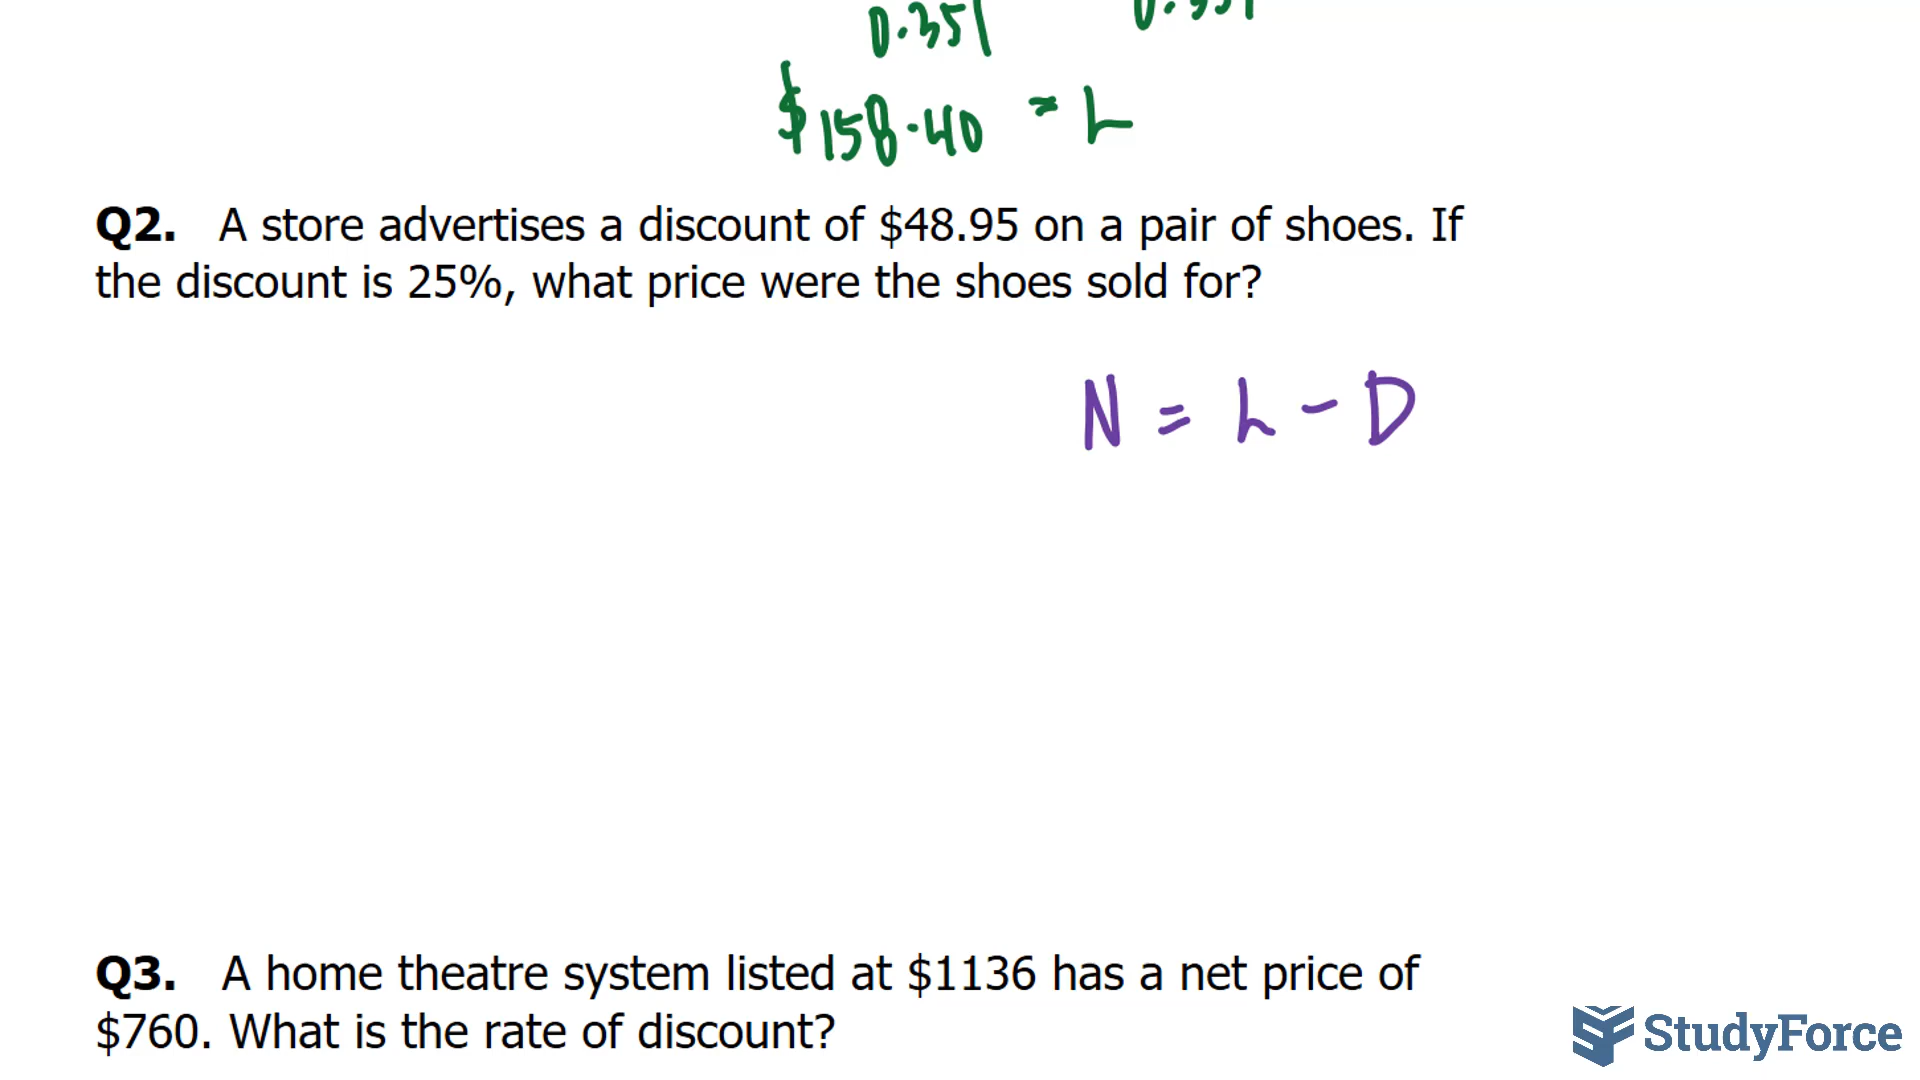 0.351 0.351
$158.40 = L
Q2. A store advertises a discount of $48.95 on a pair of shoes. If
the discount is 25%, what price were the shoes sold for?
N = L - D
Q3. A home theatre system listed at $1136 has a net price of
$760. What is the rate of discount?
StudyForce